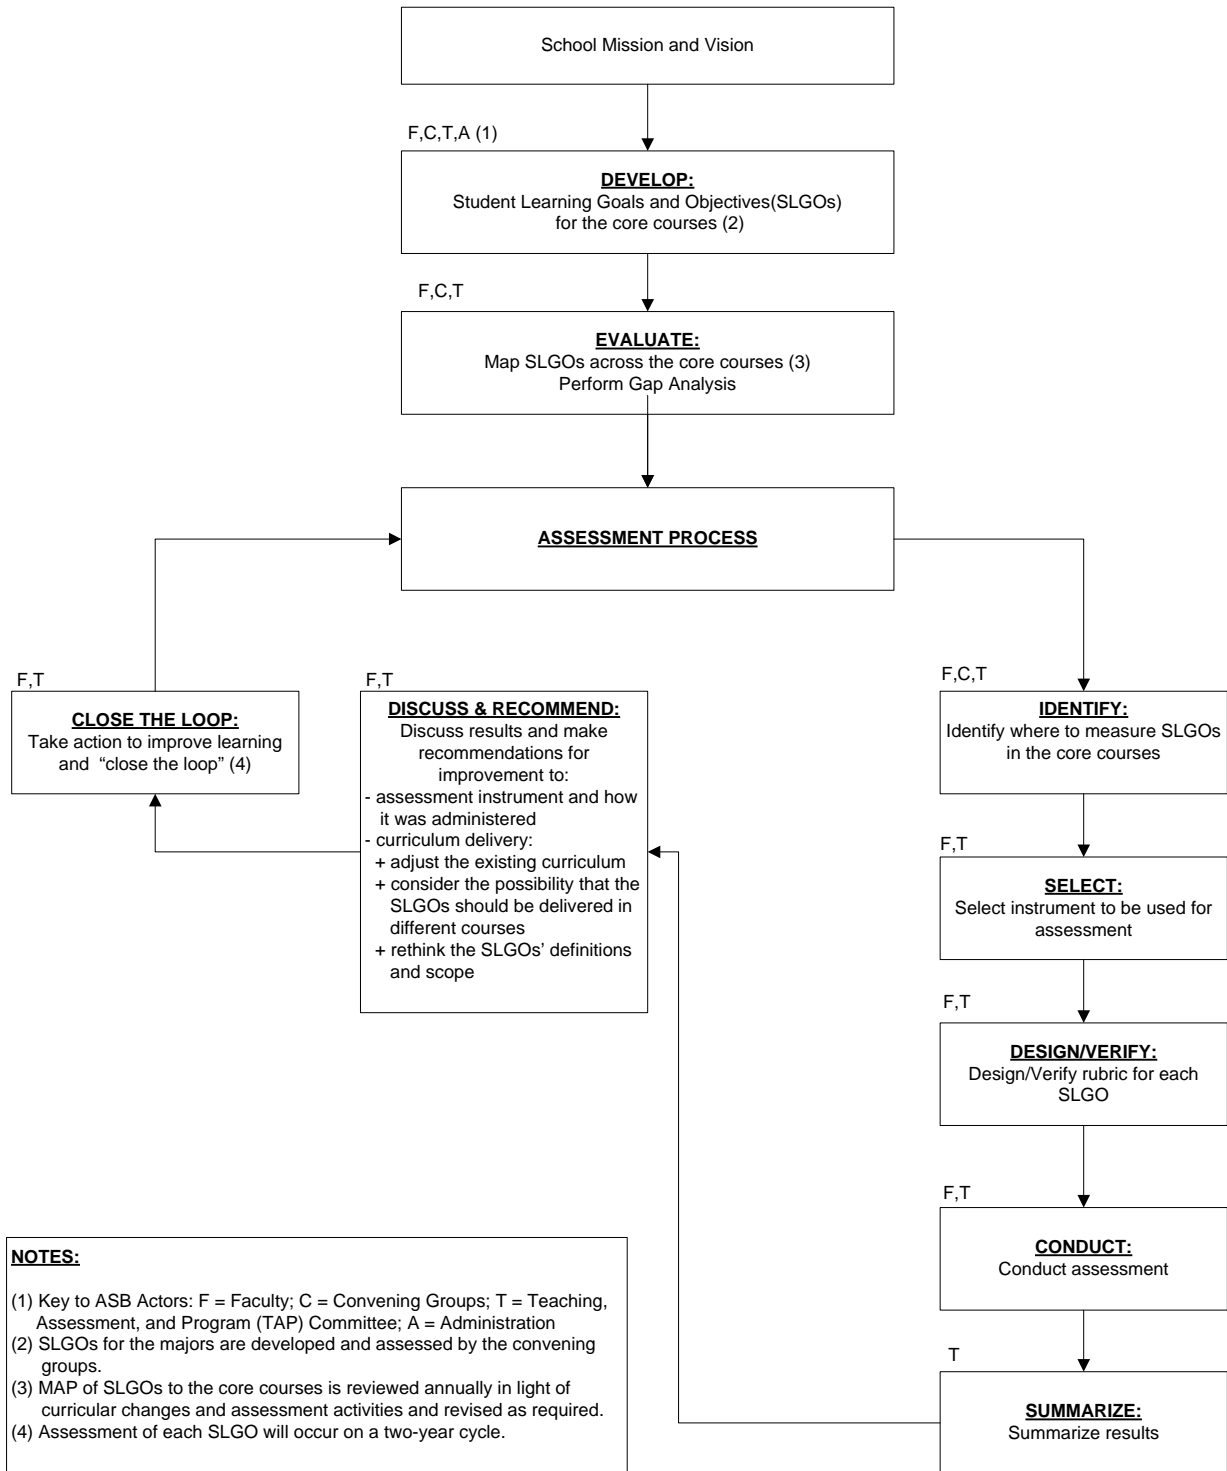 School Mission and Vision
F,C,T,A (1)
DEVELOP:
Student Learning Goals and Objectives(SLGOs)
for the core courses (2)
F,C,T
EVALUATE:
Map SLGOs across the core courses (3)
Perform Gap Analysis
ASSESSMENT PROCESS
F,C,T
IDENTIFY:
Identify where to measure SLGOs
in the core courses
F,T
SELECT:
Select instrument to be used for
assessment
F,T
DESIGN/VERIFY:
Design/Verify rubric for each
SLGO
F,T
CONDUCT:
Conduct assessment
T
SUMMARIZE:
Summarize results
F,T
DISCUSS & RECOMMEND:
Discuss results and make
recommendations for
improvement to:
- assessment instrument and how
it was administered
- curriculum delivery:
+ adjust the existing curriculum
+ consider the possibility that the
SLGOs should be delivered in
different courses
+ rethink the SLGOs’ definitions
and scope
F,T
CLOSE THE LOOP:
Take action to improve learning
and “close the loop” (4)
NOTES:
(1) Key to ASB Actors: F = Faculty; C = Convening Groups; T = Teaching,
Assessment, and Program (TAP) Committee; A = Administration
(2) SLGOs for the majors are developed and assessed by the convening
groups.
(3) MAP of SLGOs to the core courses is reviewed annually in light of
curricular changes and assessment activities and revised as required.
(4) Assessment of each SLGO will occur on a two-year cycle.